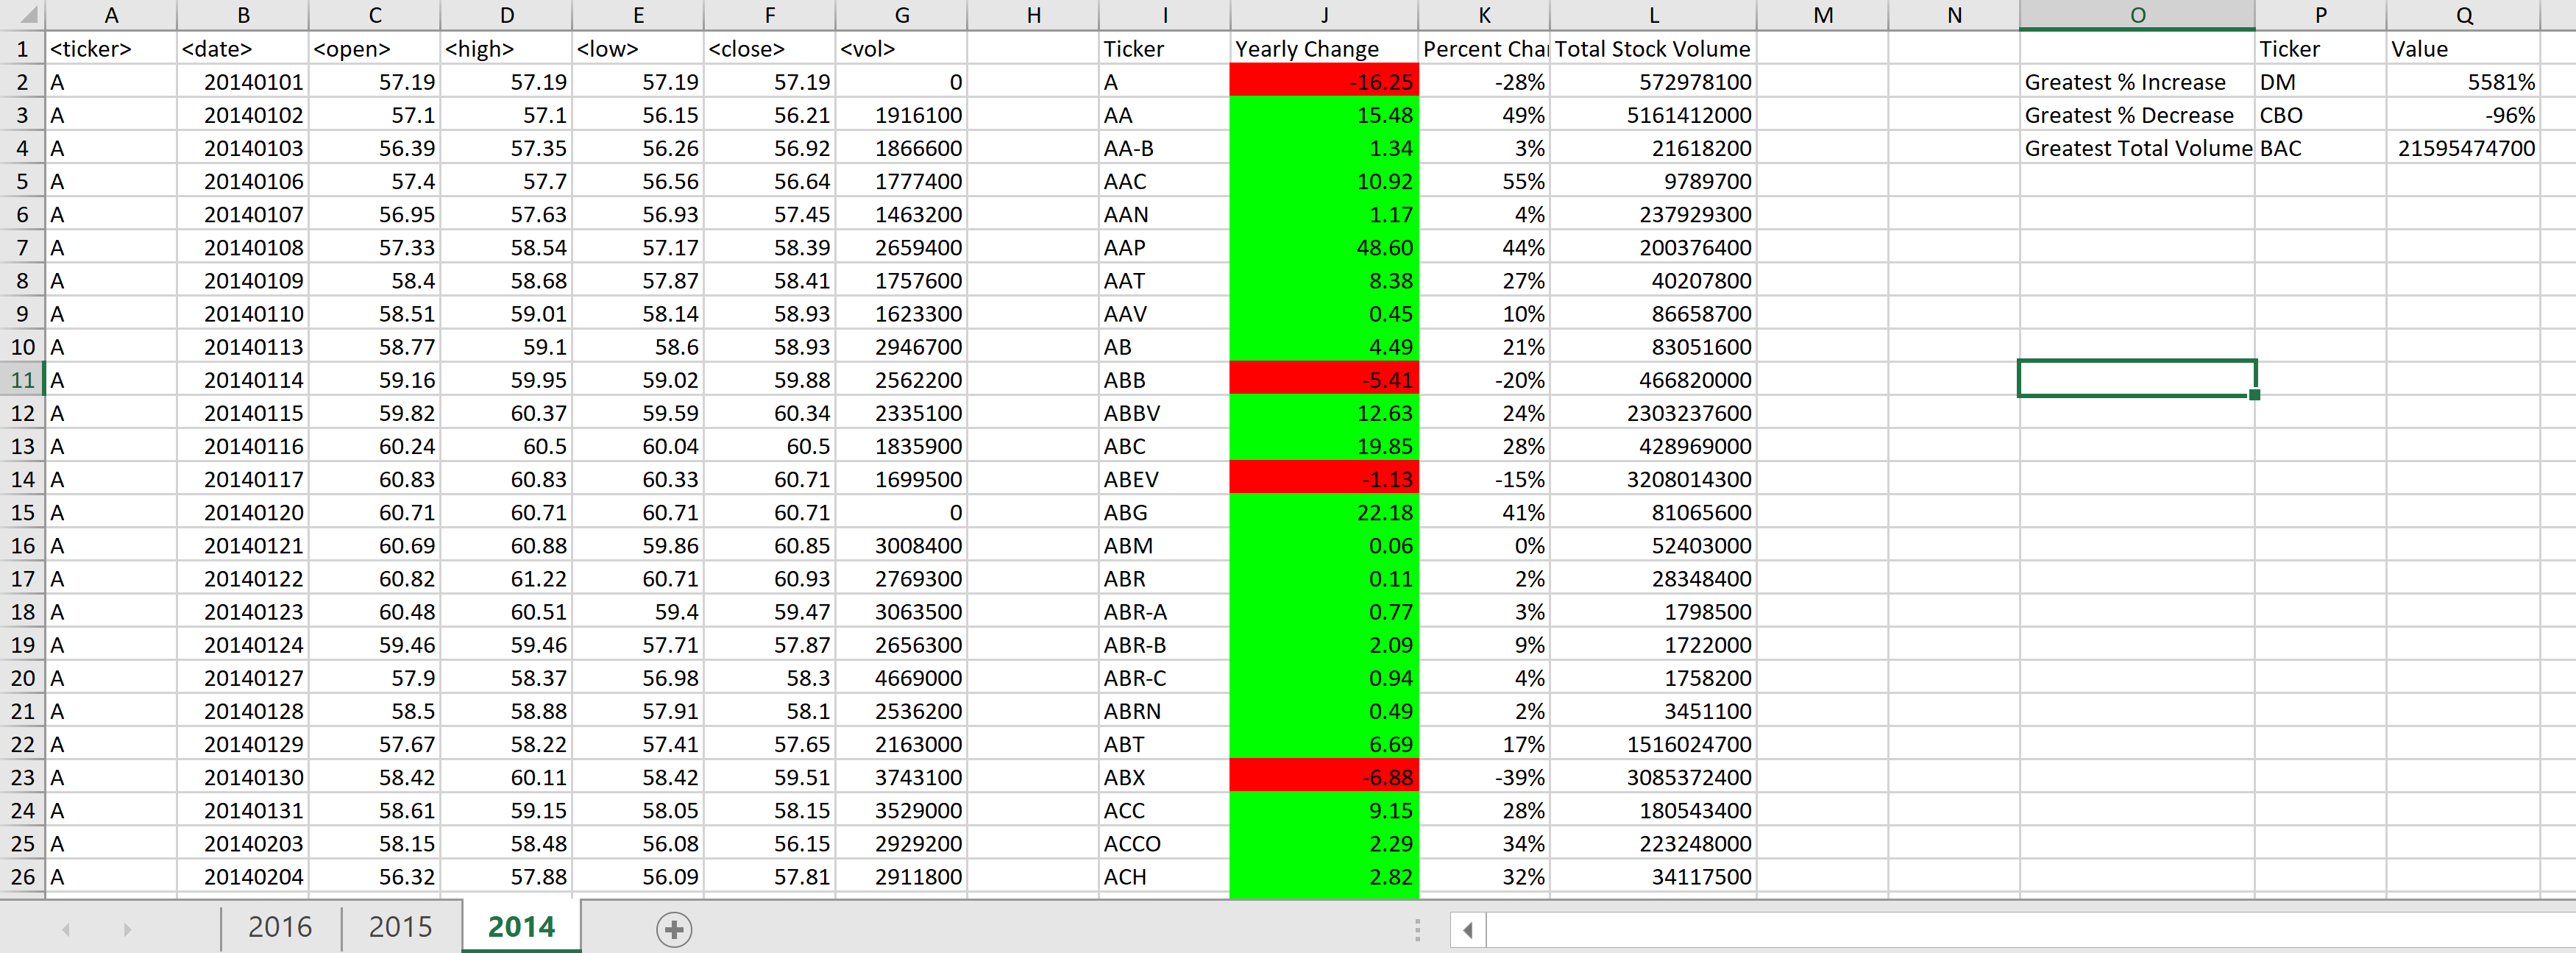 A B C D E F G H I J K L M N O P Q
1 <ticker> <date> <open> <high> <low> <close> <vol> Ticker Yearly Change Percent Cha Total Stock Volume Ticker Value
2 A 20140101 57.19 57.19 57.19 57.19 0 A -16.25 -28% 572978100 Greatest % Increase DM 5581%
3 A 20140102 57.1 57.1 56.15 56.21 1916100 AA 15.48 49% 5161412000 Greatest % Decrease CBO -96%
4 A 20140103 56.39 57.35 56.26 56.92 1866600 AA-B 1.34 3% 21618200 Greatest Total Volume BAC 21595474700
5 A 20140106 57.4 57.7 56.56 56.64 1777400 AAC 10.92 55% 9789700
6 A 20140107 56.95 57.63 56.93 57.45 1463200 AAN 1.17 4% 237929300
7 A 20140108 57.33 58.54 57.17 58.39 2659400 AAP 48.60 44% 200376400
8 A 20140109 58.4 58.68 57.87 58.41 1757600 AAT 8.38 27% 40207800
9 A 20140110 58.51 59.01 58.14 58.93 1623300 AAV 0.45 10% 86658700
10 A 20140113 58.77 59.1 58.6 58.93 2946700 AB 4.49 21% 83051600
11 A 20140114 59.16 59.95 59.02 59.88 2562200 ABB -5.41 -20% 466820000
12 A 20140115 59.82 60.37 59.59 60.34 2335100 ABBV 12.63 24% 2303237600
13 A 20140116 60.24 60.5 60.04 60.5 1835900 ABC 19.85 28% 428969000
14 A 20140117 60.83 60.83 60.33 60.71 1699500 ABEV -1.13 -15% 3208014300
15 A 20140120 60.71 60.71 60.71 60.71 0 ABG 22.18 41% 81065600
16 A 20140121 60.69 60.88 59.86 60.85 3008400 ABM 0.06 0% 52403000
17 A 20140122 60.82 61.22 60.71 60.93 2769300 ABR 0.11 2% 28348400
18 A 20140123 60.48 60.51 59.4 59.47 3063500 ABR-A 0.77 3% 1798500
19 A 20140124 59.46 59.46 57.71 57.87 2656300 ABR-B 2.09 9% 1722000
20 A 20140127 57.9 58.37 56.98 58.3 4669000 ABR-C 0.94 4% 1758200
21 A 20140128 58.5 58.88 57.91 58.1 2536200 ABRN 0.49 2% 3451100
22 A 20140129 57.67 58.22 57.41 57.65 2163000 ABT 6.69 17% 1516024700
23 A 20140130 58.42 60.11 58.42 59.51 3743100 ABX -6.88 -39% 3085372400
24 A 20140131 58.61 59.15 58.05 58.15 3529000 ACC 9.15 28% 180543400
25 A 20140203 58.15 58.48 56.08 56.15 2929200 ACCO 2.29 34% 223248000
26 A 20140204 56.32 57.88 56.09 57.81 2911800 ACH 2.82 32% 34117500
2016 2015 2014